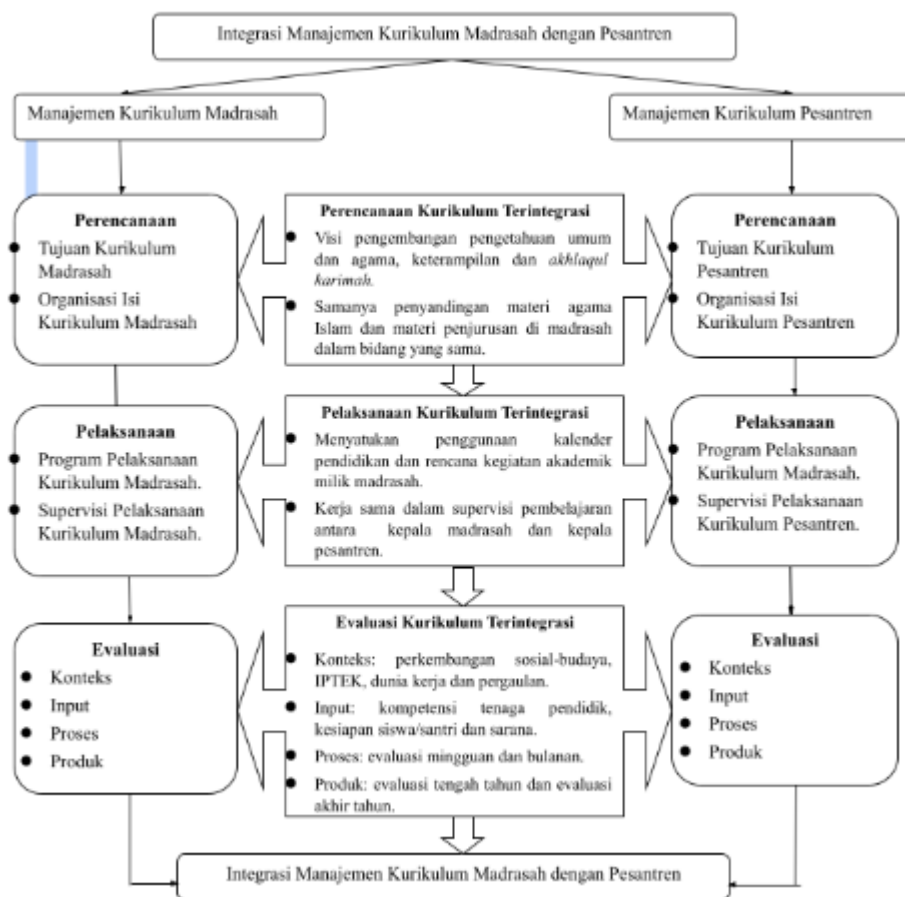 Integrasi Manajemen Kurikulum Madrasah dengan Pesantren
Manajemen Kurikulum Madrasah
Manajemen Kurikulum Pesantren
Perencanaan
● Tujuan Kurikulum
Madrasah
● Organisasi Isi
Kurikulum Madrasah
Perencanaan Kurikulum Terintegrasi
● Visi pengembangan pengetahuan umum
dan agama, keterampilan dan akhlaqul
harimah.
● Samanya penyandingan materi agama
Islam dan materi penjurusan di madrasah
dalam bidang yang sama.
Perencanaan
● Tujuan Kurikulum
Pesantren
● Organisasi Isi
Kurikulum Pesantren
Pelaksanaan
● Program Pelaksanaan
Kurikulum Madrasah.
● Supervisi Pelaksanaan
Kurikulum Madrasah.
Pelaksanaan Kurikulum Terintegrasi
● Menyatukan penggunaan kalender
pendidikan dan rencana kegiatan akademik
milik madrasah.
● Kerja sama dalam supervisi pembelajaran
antara kepala madrasah dan kepala
pesantren.
Pelaksanaan
● Program Pelaksanaan
Kurikulum Madrasah.
● Supervisi Pelaksanaan
Kurikulum Pesantren.
Evaluasi
● Konteks
● Input
● Proses
● Produk
Evaluasi Kurikulum Terintegrasi
● Konteks: perkembangan sosial-budaya,
IPTEK, dunia kerja dan pergaulan.
● Input: kompetensi tenaga pendidik,
kesiapan siswa/santri dan sarana.
● Proses: evaluasi mingguan dan bulanan.
● Produk: evaluasi tengah tahun dan evaluasi
akhir tahun.
Evaluasi
● Konteks
● Input
● Proses
● Produk
Integrasi Manajemen Kurikulum Madrasah dengan Pesantren